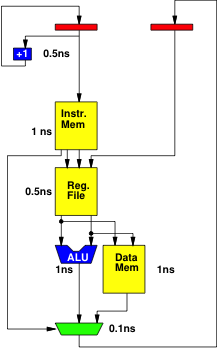 +1
0.5ns
Instr.
Mem
1 ns
Reg.
File
0.5ns
ALU
1ns
Data
Mem
1ns
0.1ns